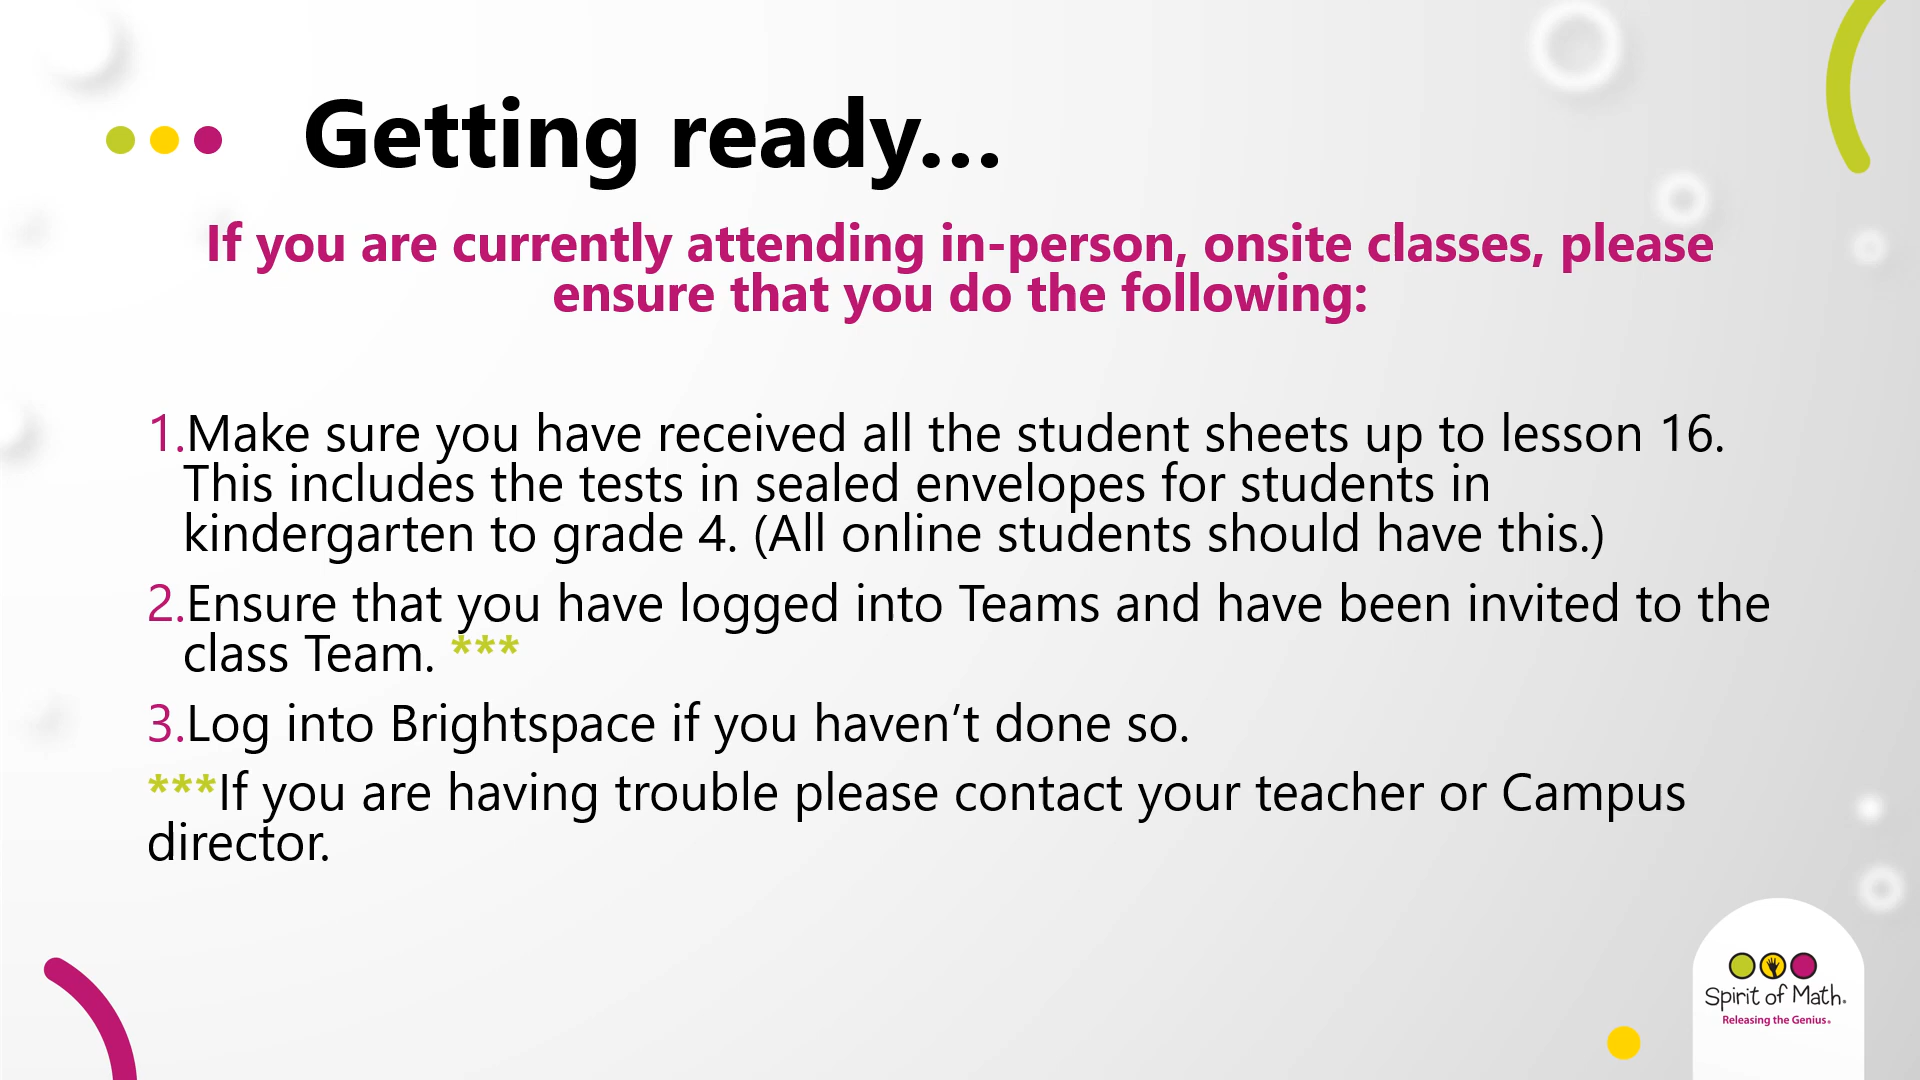 Getting ready...
If you are currently attending in-person, onsite classes, please
ensure that you do the following:
1.Make sure you have received all the student sheets up to lesson 16.
This includes the tests in sealed envelopes for students in
kindergarten to grade 4. (All online students should have this.)
2.Ensure that you have logged into Teams and have been invited to the
class Team. ***
3.Log into Brightspace if you haven’t done so.
***If you are having trouble please contact your teacher or Campus
director.
Spirit of Math®
Releasing the Genius®